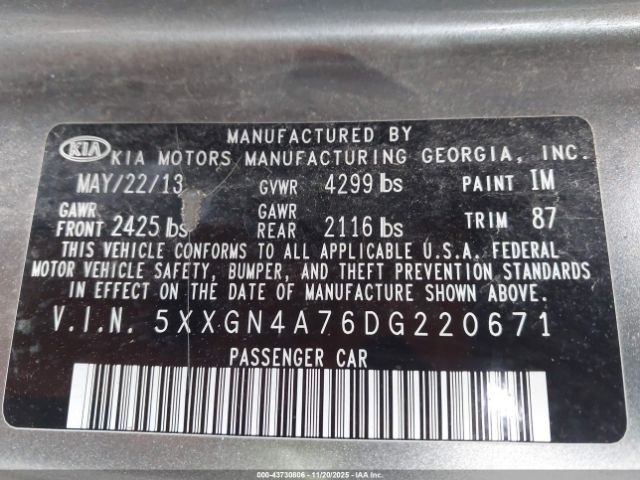 MANUFACTURED BY
KIA KIA MOTORS MANUFACTURING GEORGIA, INC.
MAY/22/13 GVWR 4299 lbs PAINT IM
GAWR FRONT 2425 lbs GAWR REAR 2116 lbs TRIM 87
THIS VEHICLE CONFORMS TO ALL APPLICABLE U.S.A. FEDERAL
MOTOR VEHICLE SAFETY, BUMPER, AND THEFT PREVENTION STANDARDS
IN EFFECT ON THE DATE OF MANUFACTURE SHOWN ABOVE.
V.I.N. 5XXGN4A76DG220671
PASSENGER CAR
000-43730806 - 11/20/2025 - COPART.COM